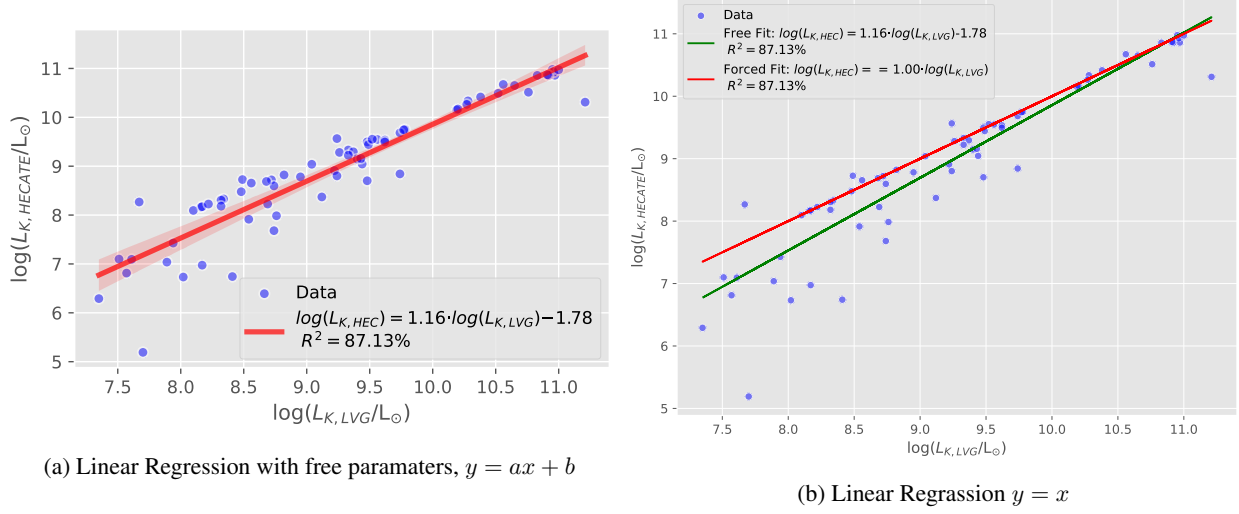 log(L_{K,HECATE}/L_⊙)
11
10
9
8
7
6
5
Data
log(L_{K,HEC}) = 1.16·log(L_{K,LVG})−1.78
R² = 87.13%
7.5 8.0 8.5 9.0 9.5 10.0 10.5 11.0
log(L_{K,LVG}/L_⊙)
(a) Linear Regression with free paramaters, y = ax + b
log(L_{K,HECATE}/L_⊙)
11
10
9
8
7
6
5
Data
Free Fit: log(L_{K,HEC}) = 1.16·log(L_{K,LVG})-1.78
R² = 87.13%
Forced Fit: log(L_{K,HEC}) = = 1.00·log(L_{K,LVG})
R² = 87.13%
7.5 8.0 8.5 9.0 9.5 10.0 10.5 11.0
log(L_{K,LVG}/L_⊙)
(b) Linear Regrassion y = x